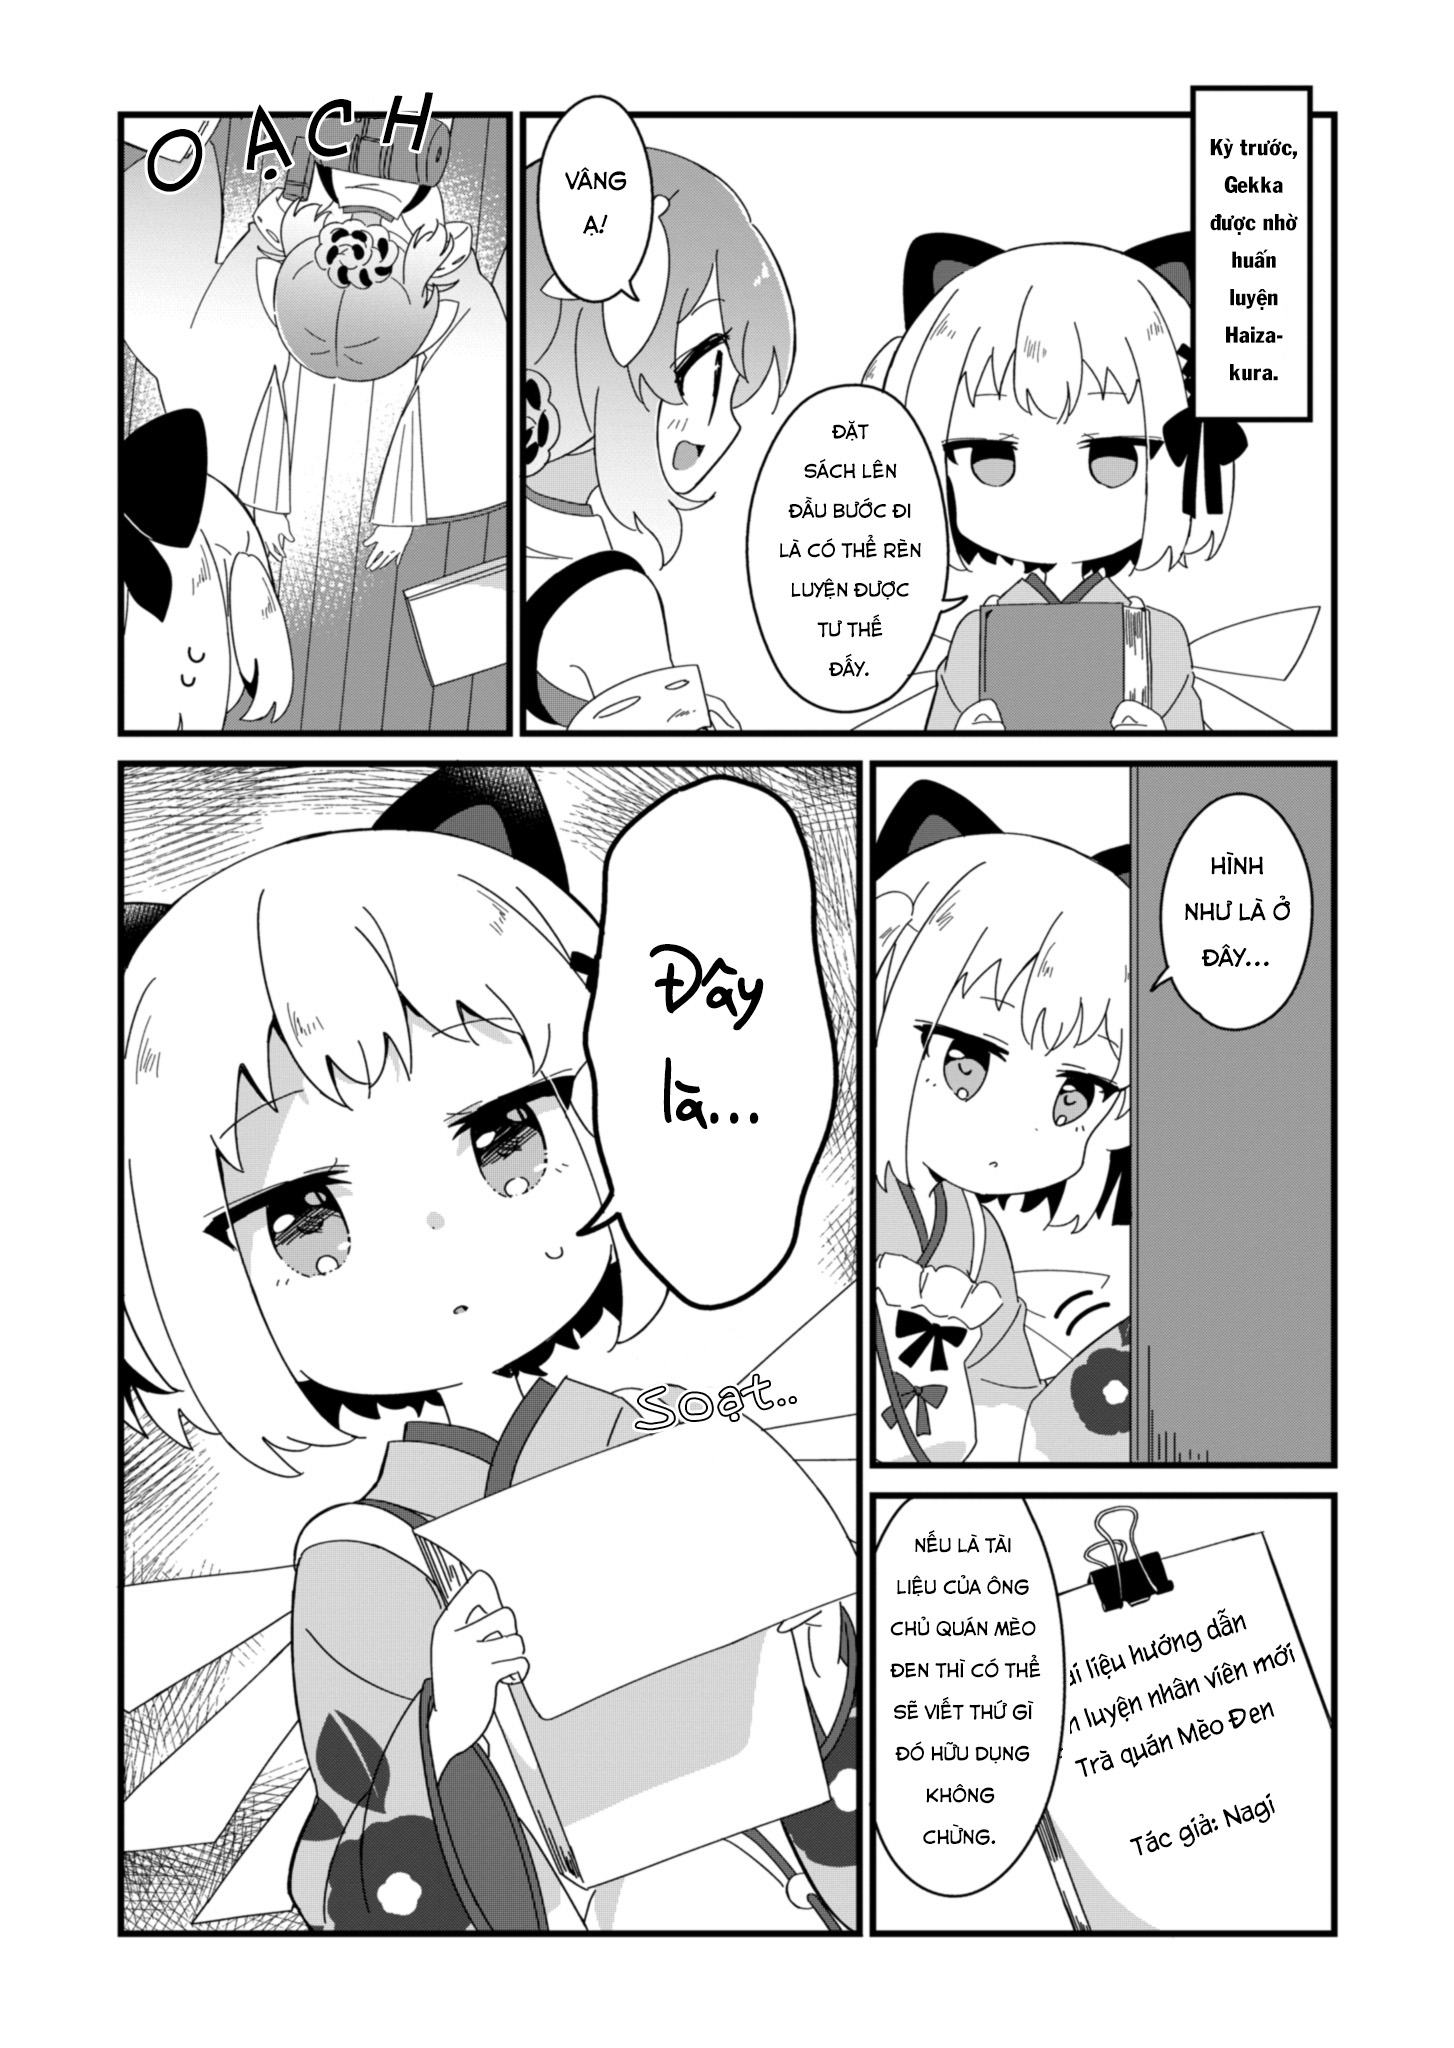 Kỳ trước,
Gekka
được nhờ
huấn
luyện
Haiza-
kura.
ĐẶT
SÁCH LÊN
ĐẦU BƯỚC ĐI
LÀ CÓ THỂ RÈN
LUYỆN ĐƯỢC
TƯ THẾ
ĐẤY.
VÂNG
Ạ!
OẠCH
HÌNH
NHƯ LÀ Ở
ĐÂY...
ài liệu hướng dẫn
n luyện nhân viên mới
Trà quán Mèo Đen
Tác giả: Nagi
NẾU LÀ TÀI
LIỆU CỦA ÔNG
CHỦ QUÁN MÈO
ĐEN THÌ CÓ THỂ
SẼ VIẾT THỨ GÌ
ĐÓ HỮU DỤNG
KHÔNG
CHỪNG.
Đây
là...
Soạt..